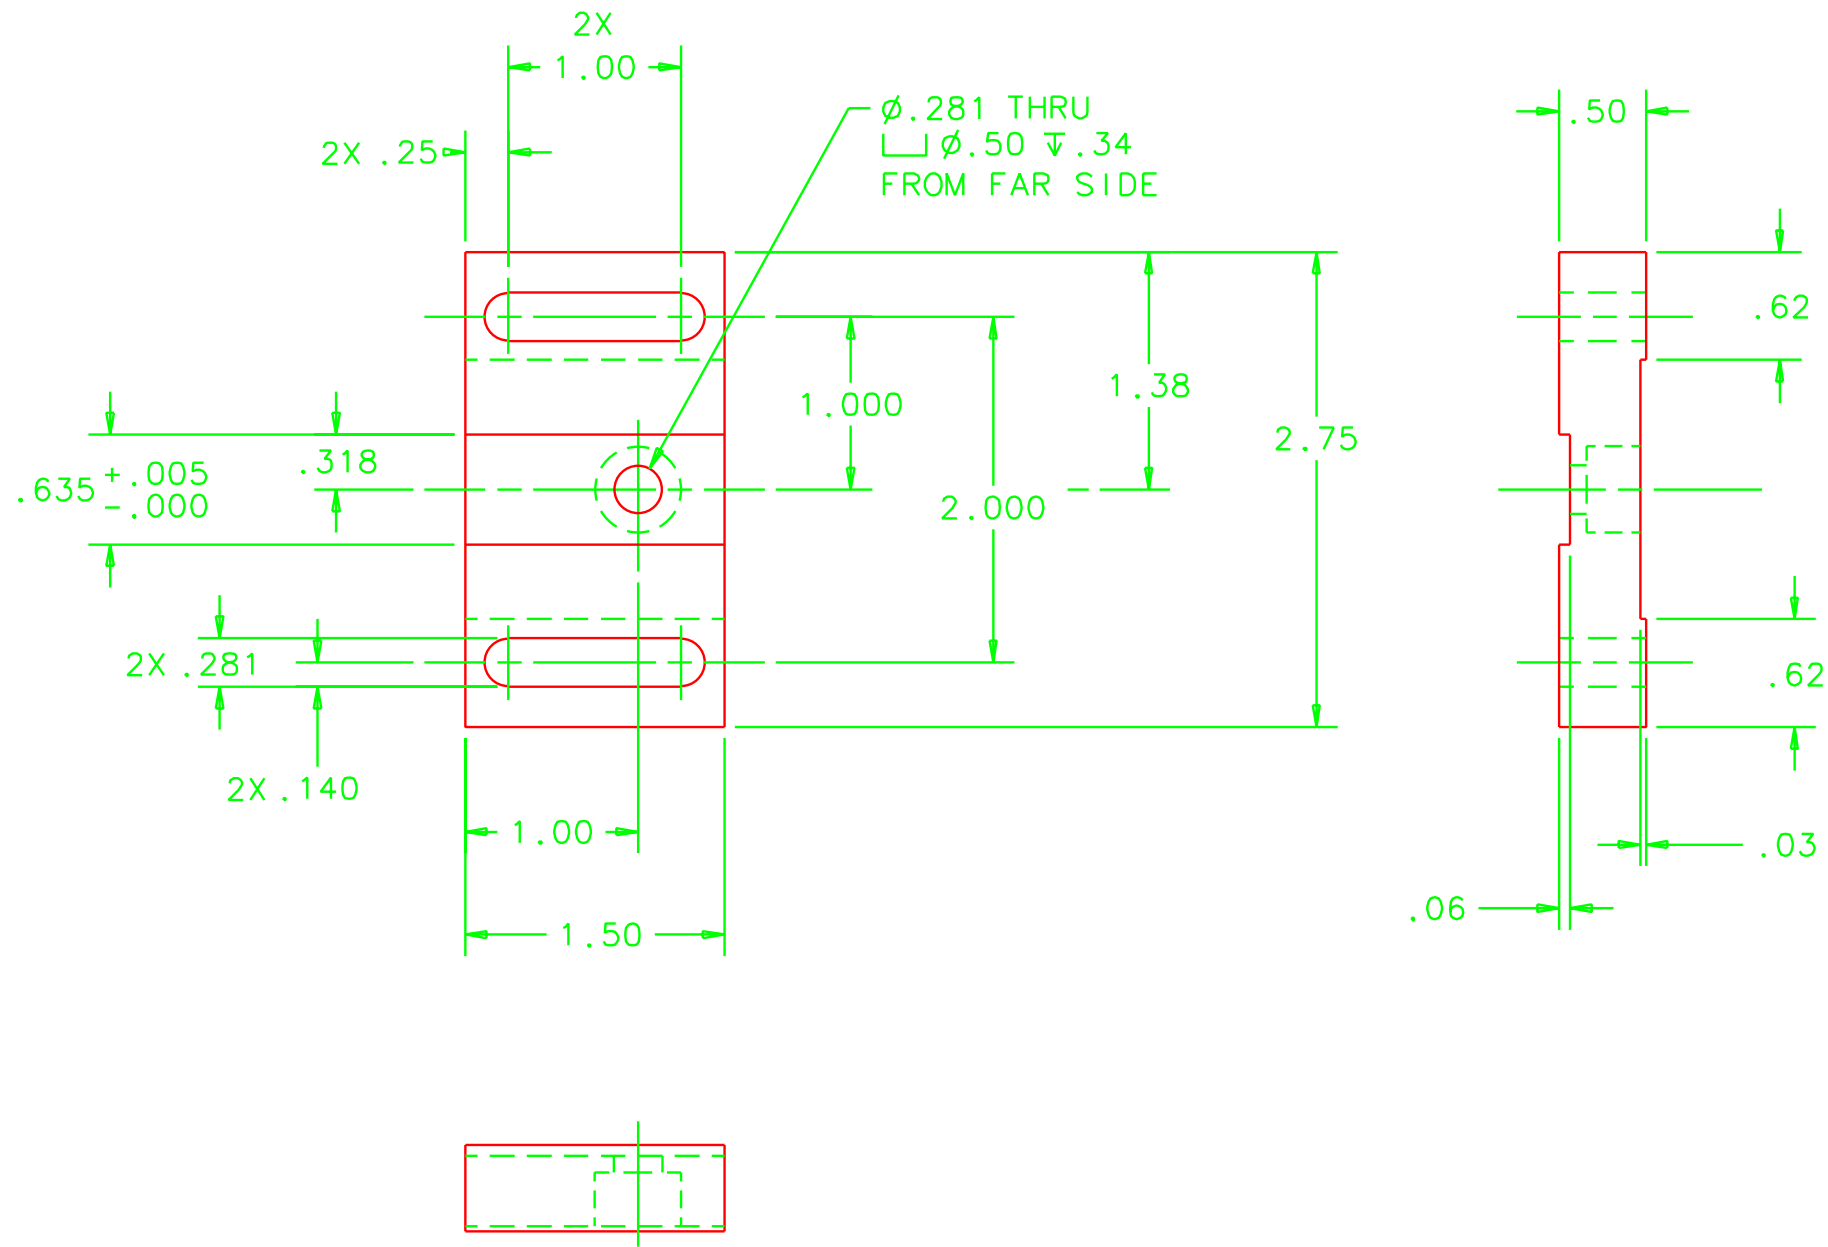 2X
1.00
⌀.281 THRU
⌴⌀.50 ↧.34
FROM FAR SIDE
2X .25
.50
.62
1.38
1.000
2.75
.318
.635 +.005
-.000
2.000
2X .281
.62
2X .140
1.00
.03
.06
1.50